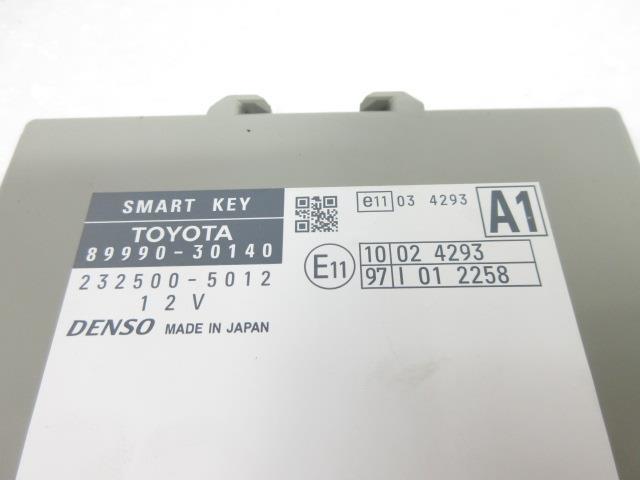 SMART KEY
TOYOTA
89990-30140
232500-5012
12V
DENSO MADE IN JAPAN
e11 03 4293
A1
E11
10 02 4293
97 I 01 2258